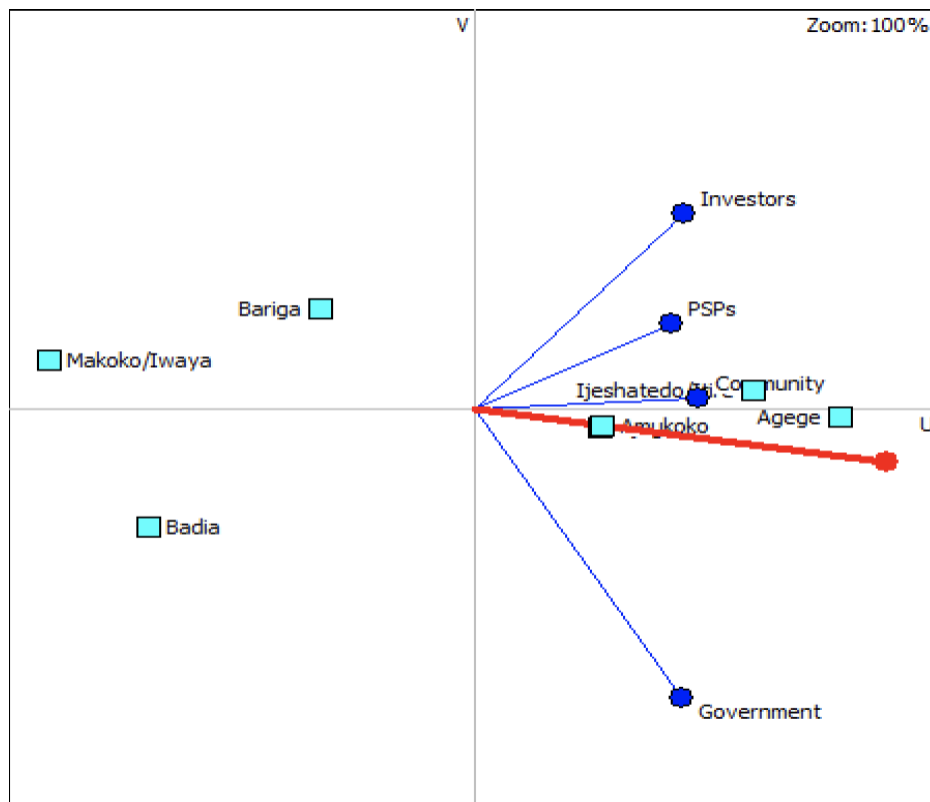 V
Zoom:100%
Investors
Bariga
PSPs
Makoko/Iwaya
Community
Agege
U
Amukoko
Badia
Government